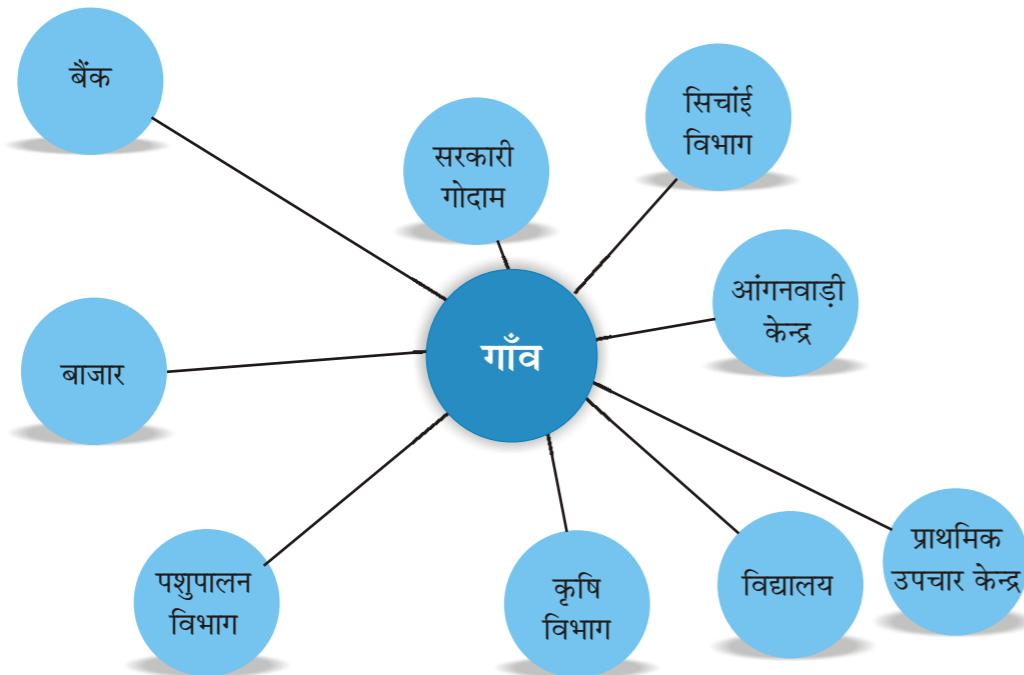 बैंक
सरकारी
गोदाम
सिचांई
विभाग
आंगनवाड़ी
केन्द्र
गाँव
बाजार
पशुपालन
विभाग
कृषि
विभाग
विद्यालय
प्राथमिक
उपचार केन्द्र